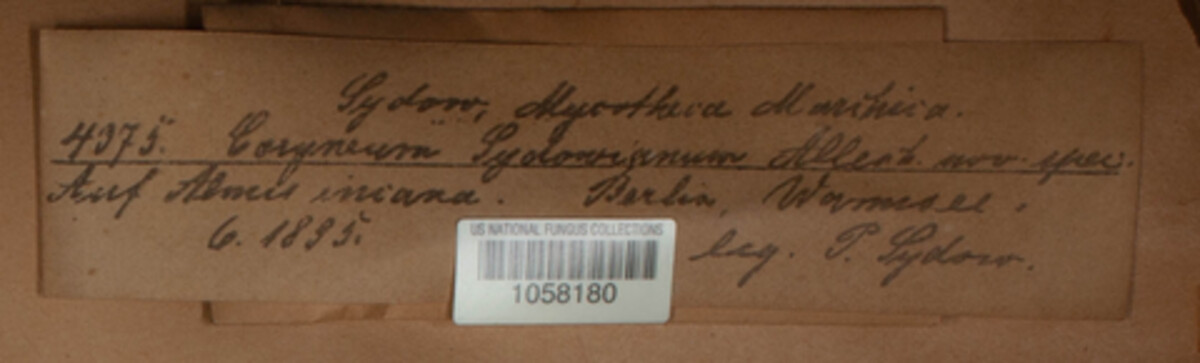 Sydow, Mycotheca Marchica.
4375. Coryneum Sydowianum Allesch. nov. spec.
Auf Alnus incana. Berlin, Wannsee.
6. 1895. leg. P. Sydow.
US NATIONAL FUNGUS COLLECTIONS
1058180